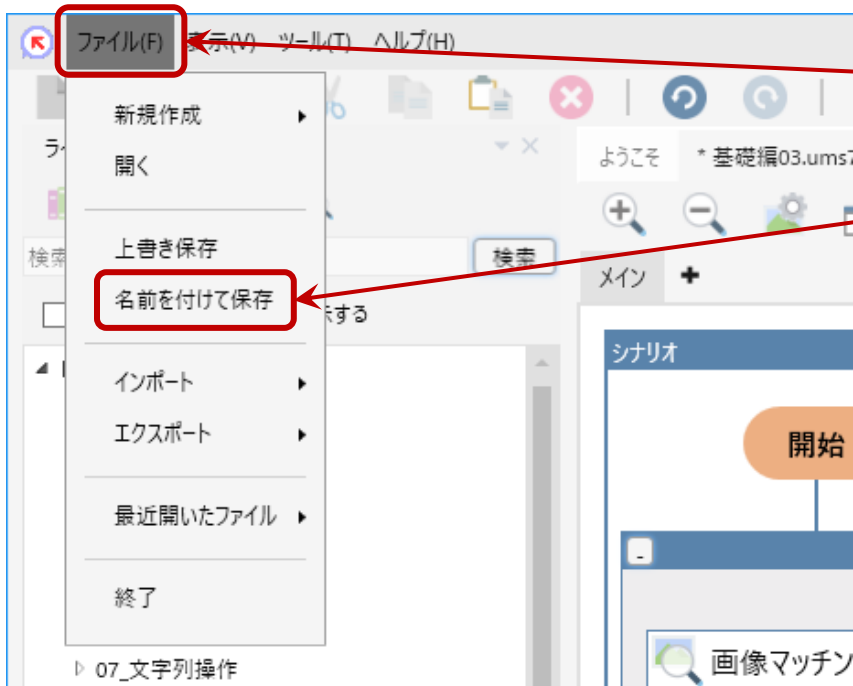 ファイル(F) 表示(V) ツール(T) ヘルプ(H)
新規作成
開く
上書き保存
名前を付けて保存
インポート
エクスポート
最近開いたファイル
終了
検索
する
07_文字列操作
ようこそ * 基礎編03.ums7
メイン
シナリオ
開始
画像マッチン